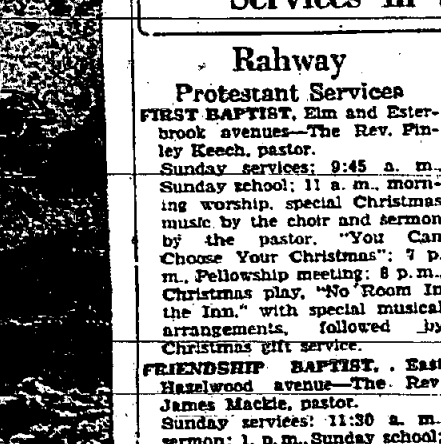 Services in
Rahway
Protestant Services
FIRST BAPTIST, Elm and Ester-
brook avenues—The Rev. Fin-
ley Keech, pastor.
Sunday services: 9:45 a. m.,
Sunday school; 11 a. m., morn-
ing worship, special Christmas
music by the choir and sermon
by the pastor, "You Can
Choose Your Christmas"; 7 p.
m., Fellowship meeting; 8 p. m.,
Christmas play, "No Room In
the Inn," with special musical
arrangements, followed by
Christmas gift service.
FRIENDSHIP BAPTIST, . East
Hazelwood avenue—The Rev.
James Mackie, pastor.
Sunday services: 11:30 a. m.
sermon; 1 p. m., Sunday school;